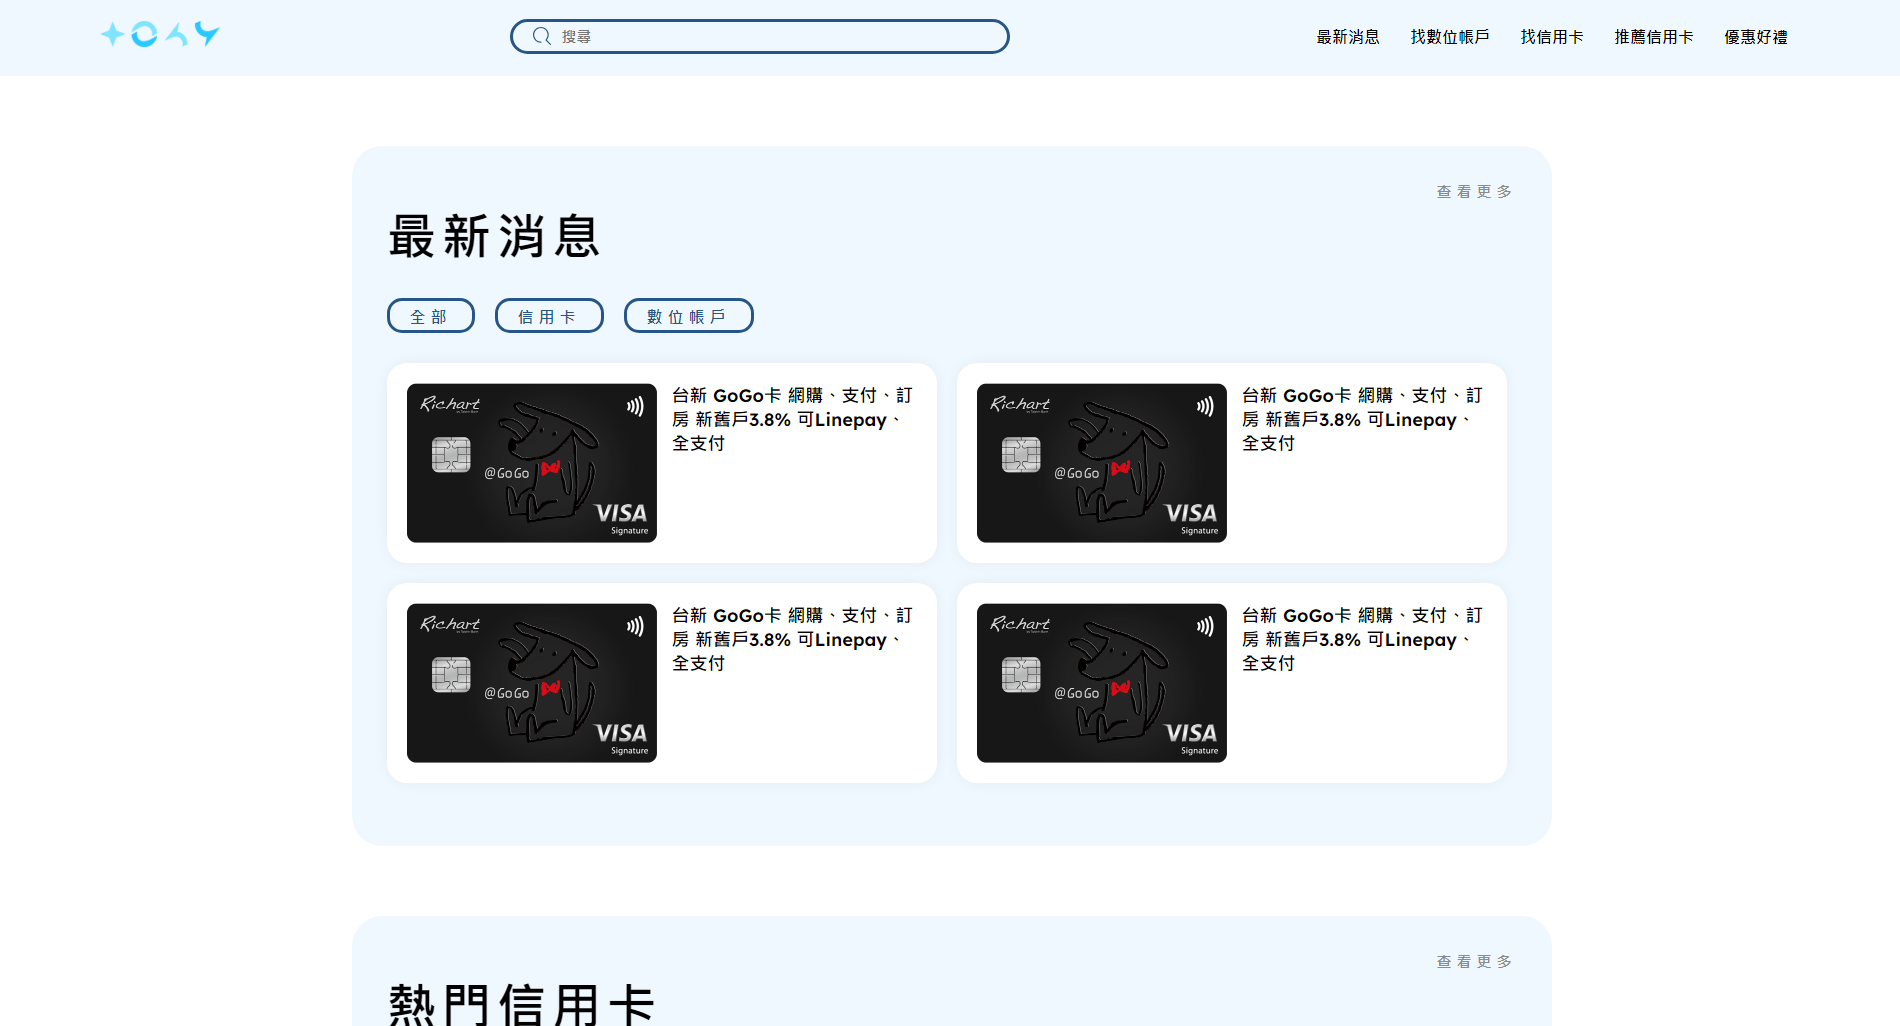 搜尋
最新消息 找數位帳戶 找信用卡 推薦信用卡 優惠好禮
查看更多
最新消息
全部 信用卡 數位帳戶
Richart
@GoGo
VISA
Signature
台新 GoGo卡 網購、支付、訂
房 新舊戶3.8% 可Linepay、
全支付
Richart
@GoGo
VISA
Signature
台新 GoGo卡 網購、支付、訂
房 新舊戶3.8% 可Linepay、
全支付
Richart
@GoGo
VISA
Signature
台新 GoGo卡 網購、支付、訂
房 新舊戶3.8% 可Linepay、
全支付
Richart
@GoGo
VISA
Signature
台新 GoGo卡 網購、支付、訂
房 新舊戶3.8% 可Linepay、
全支付
查看更多
熱門信用卡